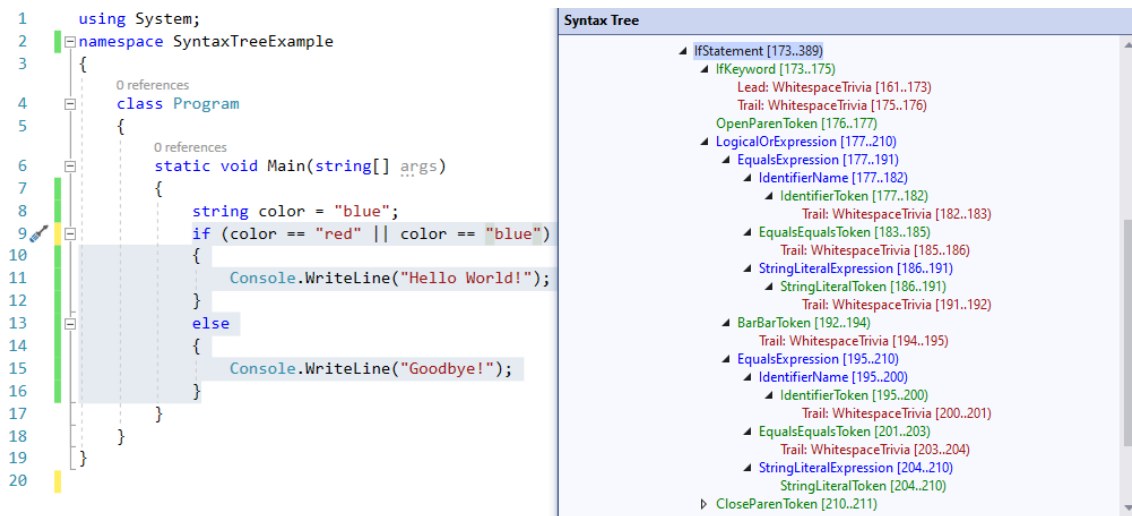 1 using System;
2 namespace SyntaxTreeExample
3 {
0 references
4 class Program
5 {
0 references
6 static void Main(string[] args)
7 {
8 string color = "blue";
9 if (color == "red" || color == "blue")
10 {
11 Console.WriteLine("Hello World!");
12 }
13 else
14 {
15 Console.WriteLine("Goodbye!");
16 }
17 }
18 }
19 }
20
Syntax Tree
IfStatement [173..389)
IfKeyword [173..175)
Lead: WhitespaceTrivia [161..173)
Trail: WhitespaceTrivia [175..176)
OpenParenToken [176..177)
LogicalOrExpression [177..210)
EqualsExpression [177..191)
IdentifierName [177..182)
IdentifierToken [177..182)
Trail: WhitespaceTrivia [182..183)
EqualsEqualsToken [183..185)
Trail: WhitespaceTrivia [185..186)
StringLiteralExpression [186..191)
StringLiteralToken [186..191)
Trail: WhitespaceTrivia [191..192)
BarBarToken [192..194)
Trail: WhitespaceTrivia [194..195)
EqualsExpression [195..210)
IdentifierName [195..200)
IdentifierToken [195..200)
Trail: WhitespaceTrivia [200..201)
EqualsEqualsToken [201..203)
Trail: WhitespaceTrivia [203..204)
StringLiteralExpression [204..210)
StringLiteralToken [204..210)
CloseParenToken [210..211)